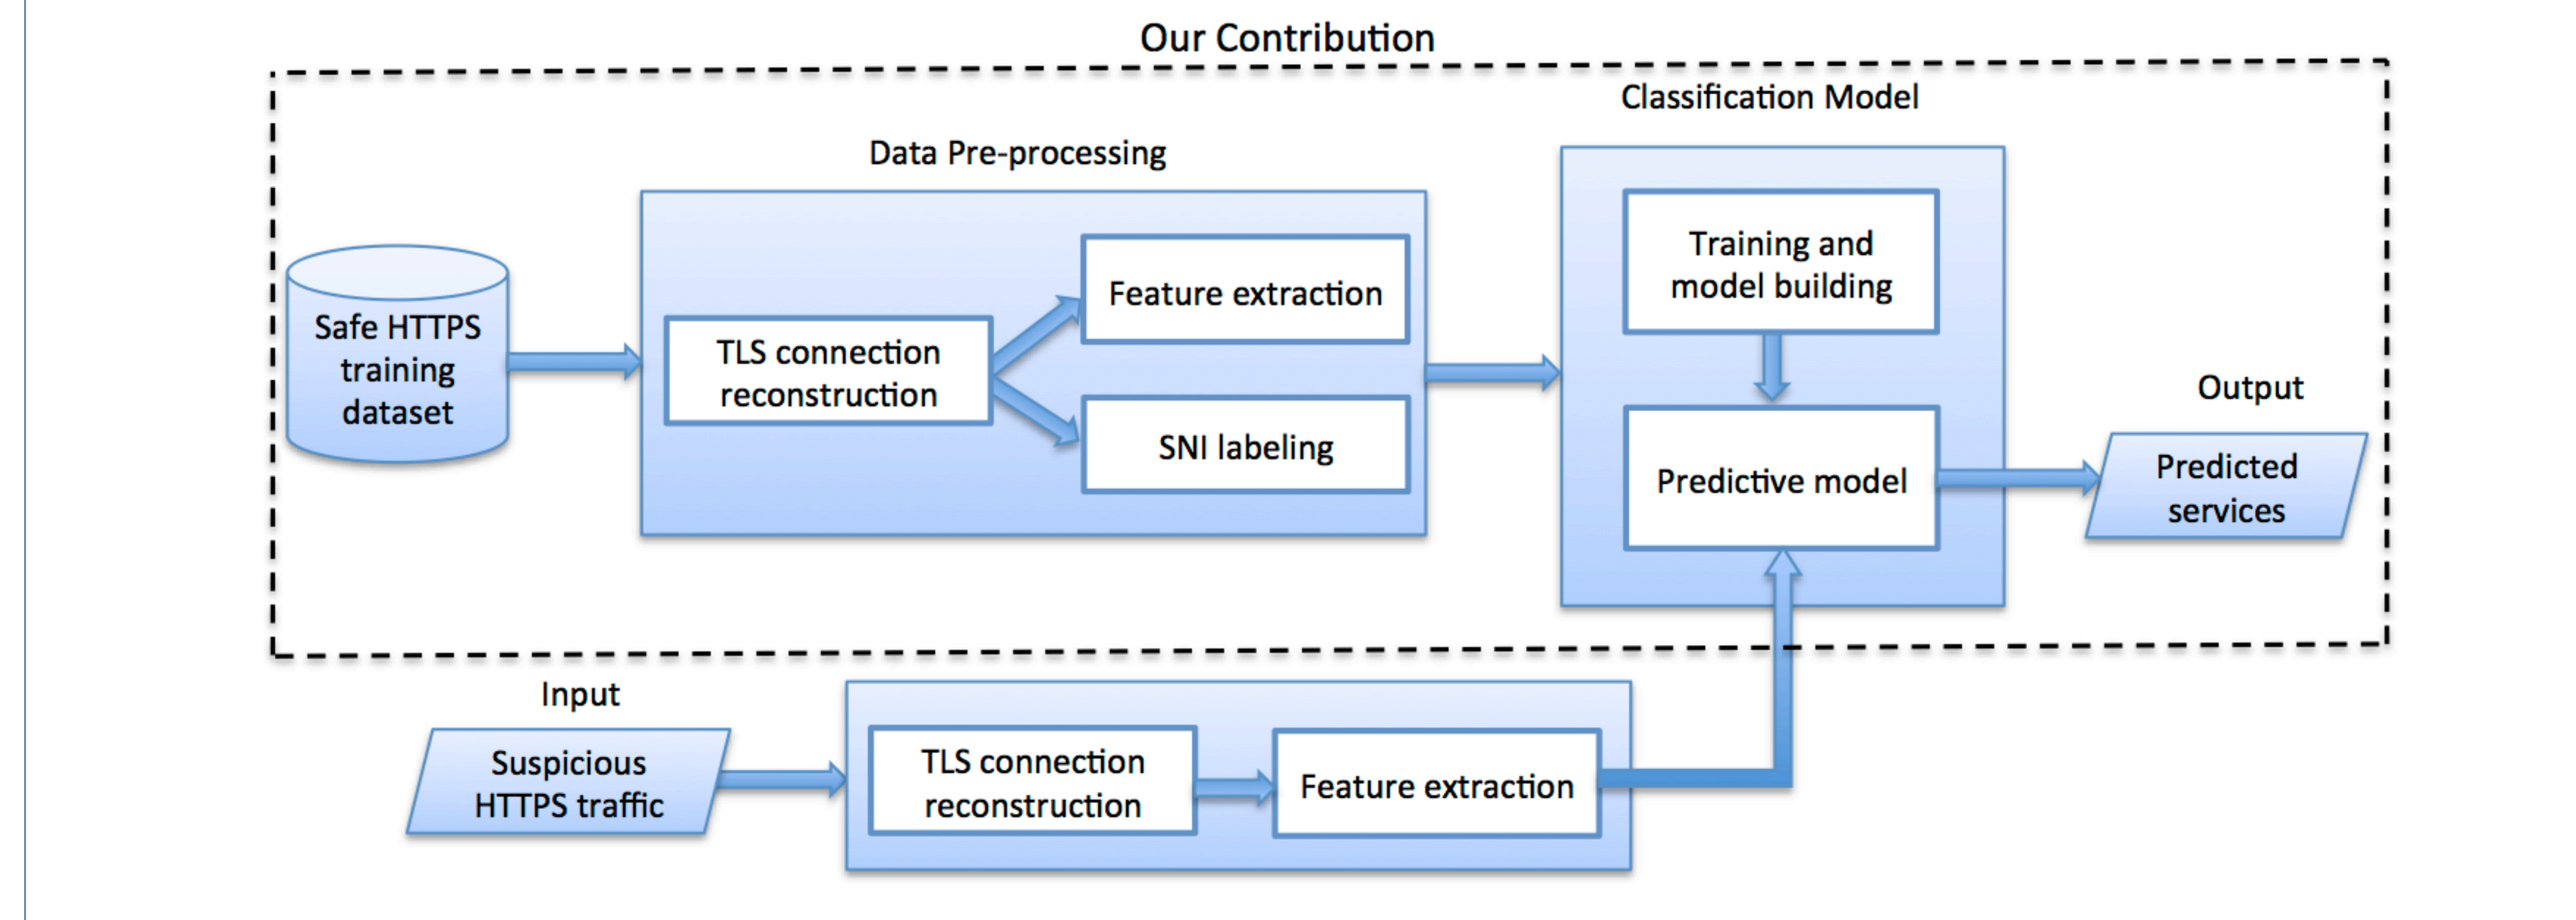 Our Contribution
Classification Model
Data Pre-processing
Safe HTTPS
training
dataset
TLS connection
reconstruction
Feature extraction
SNI labeling
Training and
model building
Predictive model
Output
Predicted
services
Input
Suspicious
HTTPS traffic
TLS connection
reconstruction
Feature extraction